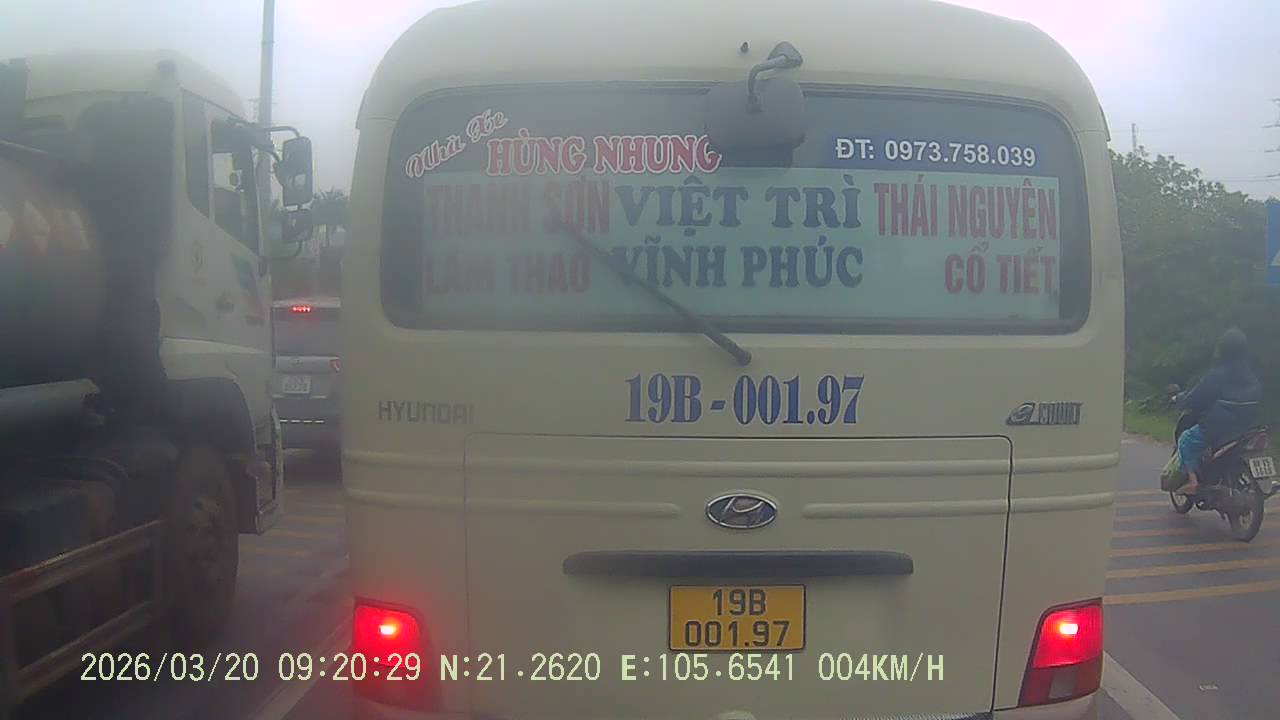 Nhà Xe
HÙNG NHUNG
ĐT: 0973.758.039
THANH SƠN VIỆT TRÌ THÁI NGUYÊN
LÂM THAO VĨNH PHÚC CỔ TIẾT
19B-001.97
HYUNDAI
COUNTY
19B
001.97
2026/03/20 09:20:29 N:21.2620 E:105.6541 004KM/H